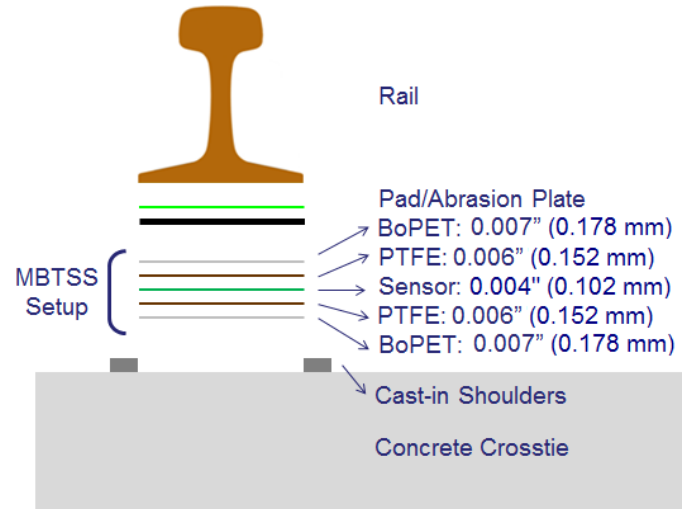 Rail
Pad/Abrasion Plate
BoPET: 0.007” (0.178 mm)
PTFE: 0.006” (0.152 mm)
MBTSS
Setup
Sensor: 0.004" (0.102 mm)
PTFE: 0.006” (0.152 mm)
BoPET: 0.007” (0.178 mm)
Cast-in Shoulders
Concrete Crosstie